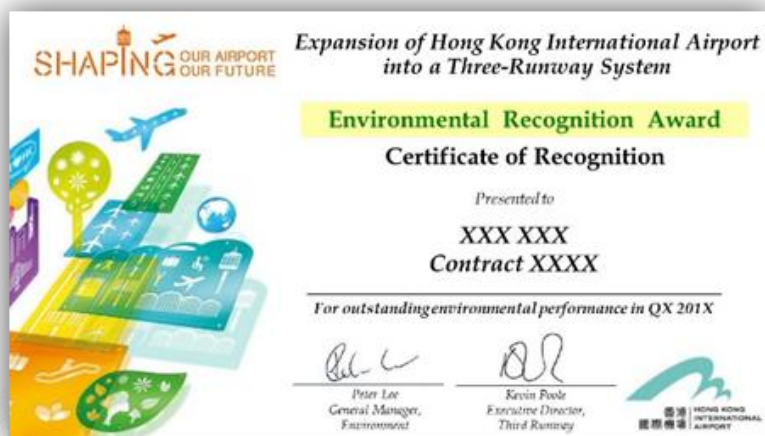 SHAPING OUR AIRPORT
OUR FUTURE
Expansion of Hong Kong International Airport
into a Three-Runway System
Environmental Recognition Award
Certificate of Recognition
Presented to
XXX XXX
Contract XXXX
For outstanding environmental performance in QX 201X
Peter Lee
General Manager,
Environment
Kevin Poole
Executive Director,
Third Runway
香港
國際機場
HONG KONG
INTERNATIONAL
AIRPORT